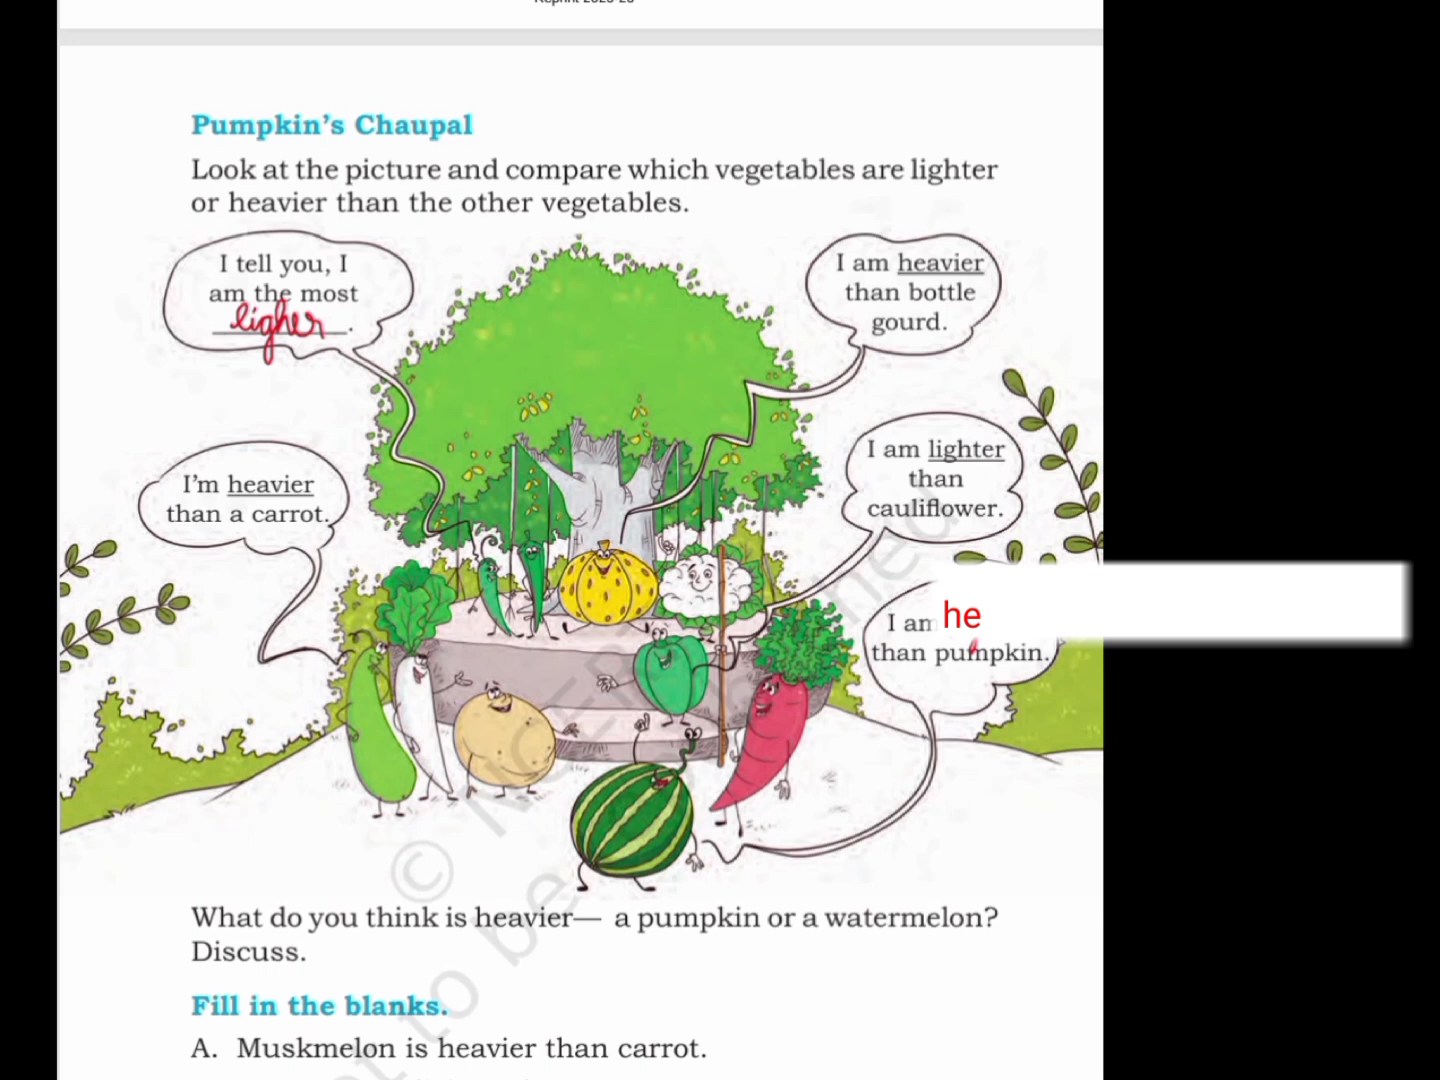 Pumpkin's Chaupal
Look at the picture and compare which vegetables are lighter
or heavier than the other vegetables.
I tell you, I
am the most
ligher.
I am heavier
than bottle
gourd.
I'm heavier
than a carrot.
I am lighter
than
cauliflower.
I am he
than pumpkin.
What do you think is heavier— a pumpkin or a watermelon?
Discuss.
Fill in the blanks.
A. Muskmelon is heavier than carrot.